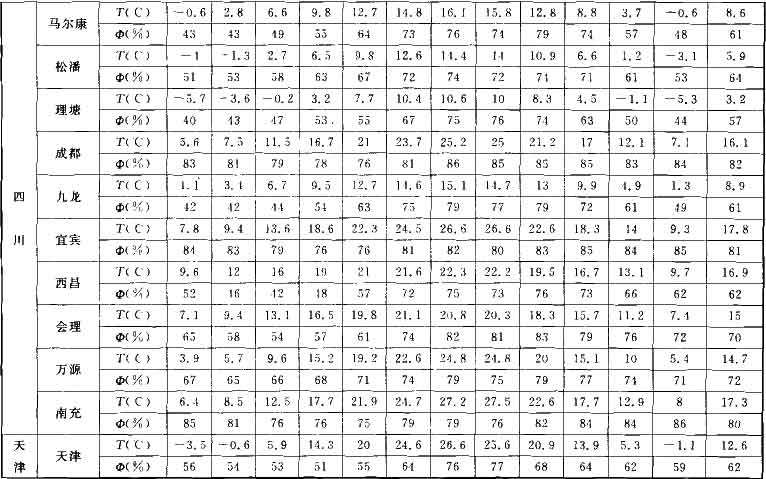 四川 马尔康 T(C) -0.6 2.8 6.6 9.8 12.7 14.8 16.1 15.8 12.8 8.8 3.7 -0.6 8.6
Φ(%) 43 43 49 55 64 73 76 74 79 74 57 48 61
松潘 T(C) -4 -1.3 2.7 6.5 9.8 12.6 14.4 14 10.9 6.6 1.2 -3.1 5.9
Φ(%) 51 53 58 63 67 72 74 72 74 71 61 53 64
理塘 T(C) -5.7 -3.6 -0.2 3.2 7.7 10.4 10.6 10 8.3 4.5 -1.1 -5.3 3.2
Φ(%) 40 43 47 53 55 67 75 76 74 63 50 44 57
成都 T(C) 5.6 7.5 11.5 16.7 21 23.7 25.2 25 21.2 17 12.1 7.1 16.1
Φ(%) 83 81 79 78 76 81 86 85 85 85 83 84 82
九龙 T(C) 1.1 3.4 6.7 9.5 12.7 14.6 15.1 14.7 13 9.9 4.9 1.3 8.9
Φ(%) 42 42 44 54 63 75 79 77 79 72 61 49 61
宜宾 T(C) 7.8 9.4 13.6 18.6 22.3 24.5 26.6 26.6 22.6 18.3 14 9.3 17.8
Φ(%) 84 83 79 76 76 81 82 80 83 85 84 85 81
西昌 T(C) 9.6 12 16 19 21 21.6 22.3 22.2 19.5 16.7 13.1 9.7 16.9
Φ(%) 52 46 42 48 57 72 75 73 76 73 66 62 62
会理 T(C) 7.1 9.4 13.1 16.5 19.8 21.1 20.8 20.3 18.3 15.7 11.2 7.4 15
Φ(%) 65 58 54 57 61 74 82 81 83 79 76 72 70
万源 T(C) 3.9 5.7 9.6 15.2 19.2 22.6 24.8 24.8 20 15.1 10 5.4 14.7
Φ(%) 67 65 66 68 71 74 79 75 79 77 74 71 72
南充 T(C) 6.4 8.5 12.5 17.7 21.9 24.7 27.2 27.5 22.6 17.7 12.9 8 17.3
Φ(%) 85 81 76 76 75 79 79 76 82 84 84 86 80
天津 天津 T(C) -3.5 -0.6 5.9 14.3 20 24.6 26.6 25.6 20.9 13.9 5.3 -1.1 12.6
Φ(%) 56 54 53 51 55 64 76 77 68 64 62 59 62